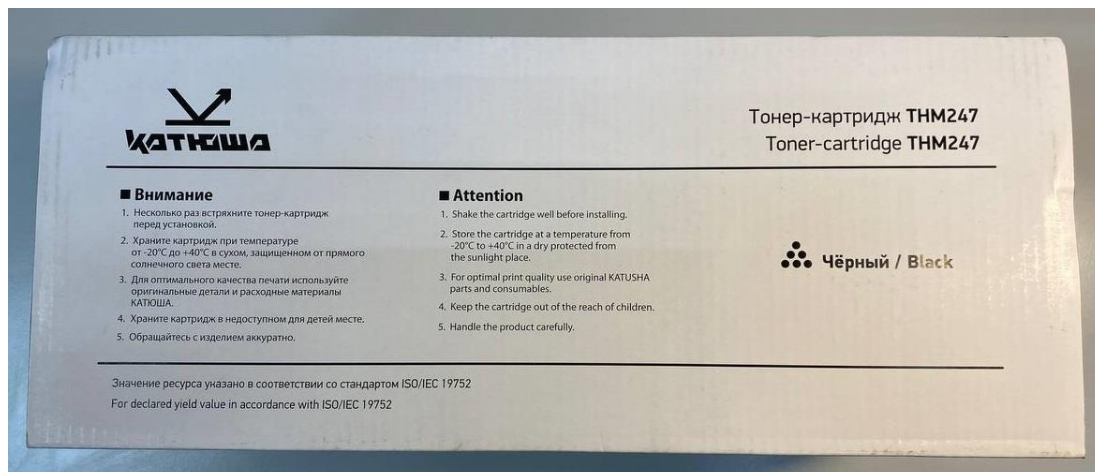 КАТЮША
Тонер-картридж THM247
Toner-cartridge THM247
Внимание
1. Несколько раз встряхните тонер-картридж
перед установкой.
2. Храните картридж при температуре
от -20°C до +40°C в сухом, защищенном от прямого
солнечного света месте.
3. Для оптимального качества печати используйте
оригинальные детали и расходные материалы
КАТЮША.
4. Храните картридж в недоступном для детей месте.
5. Обращайтесь с изделием аккуратно.
Attention
1. Shake the cartridge well before installing.
2. Store the cartridge at a temperature from
-20°C to +40°C in a dry protected from
the sunlight place.
3. For optimal print quality use original KATUSHA
parts and consumables.
4. Keep the cartridge out of the reach of children.
5. Handle the product carefully.
Чёрный / Black
Значение ресурса указано в соответствии со стандартом ISO/IEC 19752
For declared yield value in accordance with ISO/IEC 19752